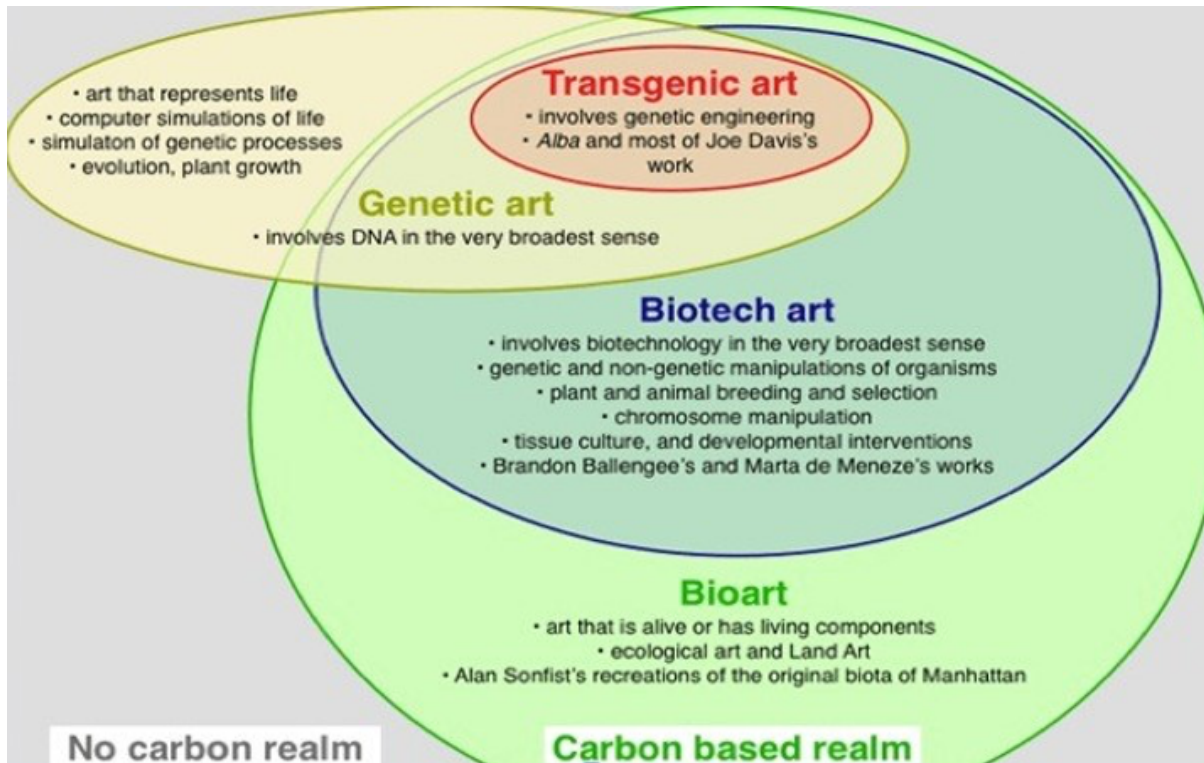 • art that represents life
• computer simulations of life
• simulaton of genetic processes
• evolution, plant growth
Transgenic art
• involves genetic engineering
• Alba and most of Joe Davis's
work
Genetic art
• involves DNA in the very broadest sense
Biotech art
• involves biotechnology in the very broadest sense
• genetic and non-genetic manipulations of organisms
• plant and animal breeding and selection
• chromosome manipulation
• tissue culture, and developmental interventions
• Brandon Ballengee's and Marta de Meneze's works
Bioart
• art that is alive or has living components
• ecological art and Land Art
• Alan Sonfist's recreations of the original biota of Manhattan
No carbon realm
Carbon based realm